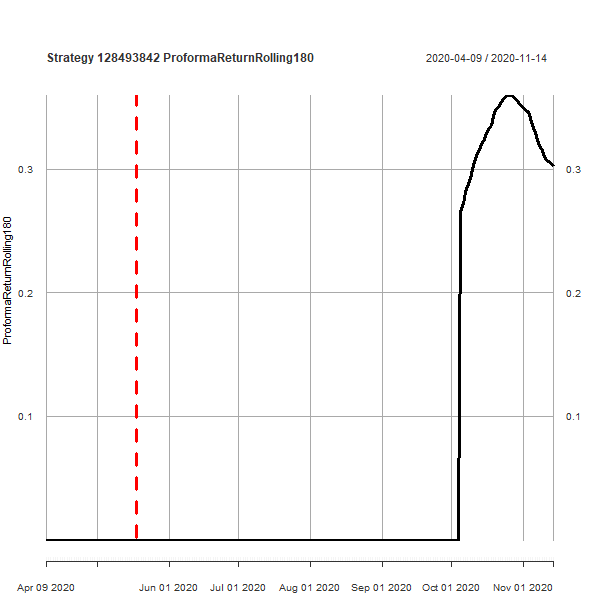 Strategy 128493842 ProformaReturnRolling180
2020-04-09 / 2020-11-14
ProformaReturnRolling180
0.3
0.2
0.1
0.3
0.2
0.1
Apr 09 2020
Jun 01 2020
Jul 01 2020
Aug 01 2020
Sep 01 2020
Oct 01 2020
Nov 01 2020